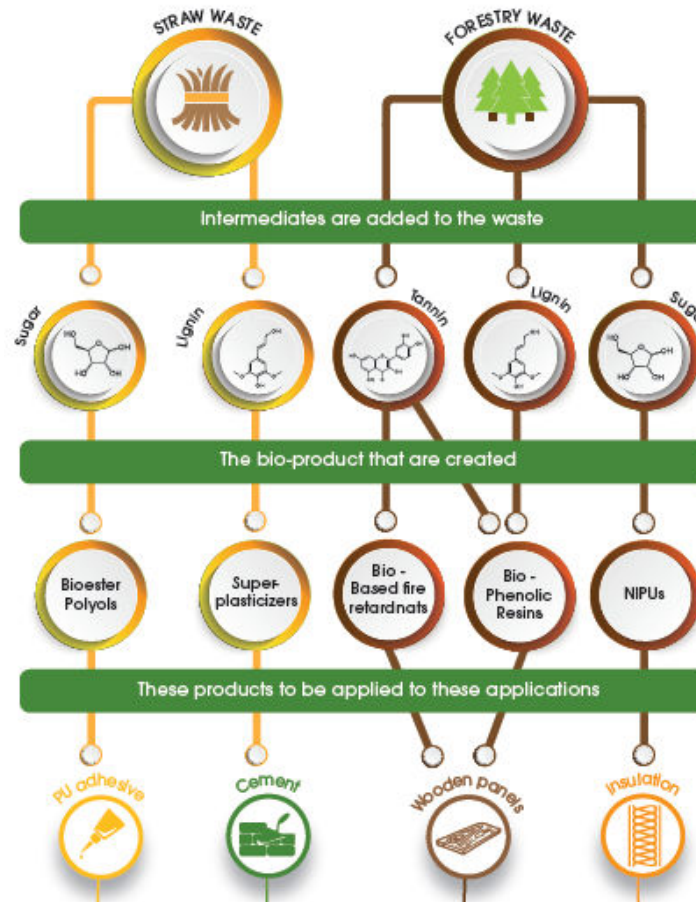 STRAW WASTE
FORESTRY WASTE
Intermediates are added to the waste
Sugar
Lignin
Tannin
Lignin
Sugar
The bio-product that are created
Bioester
Polyols
Super-
plasticizers
Bio -
Based fire
retardnats
Bio -
Phenolic
Resins
NIPUs
These products to be applied to these applications
PU adhesive
Cement
Wooden panels
Insulation